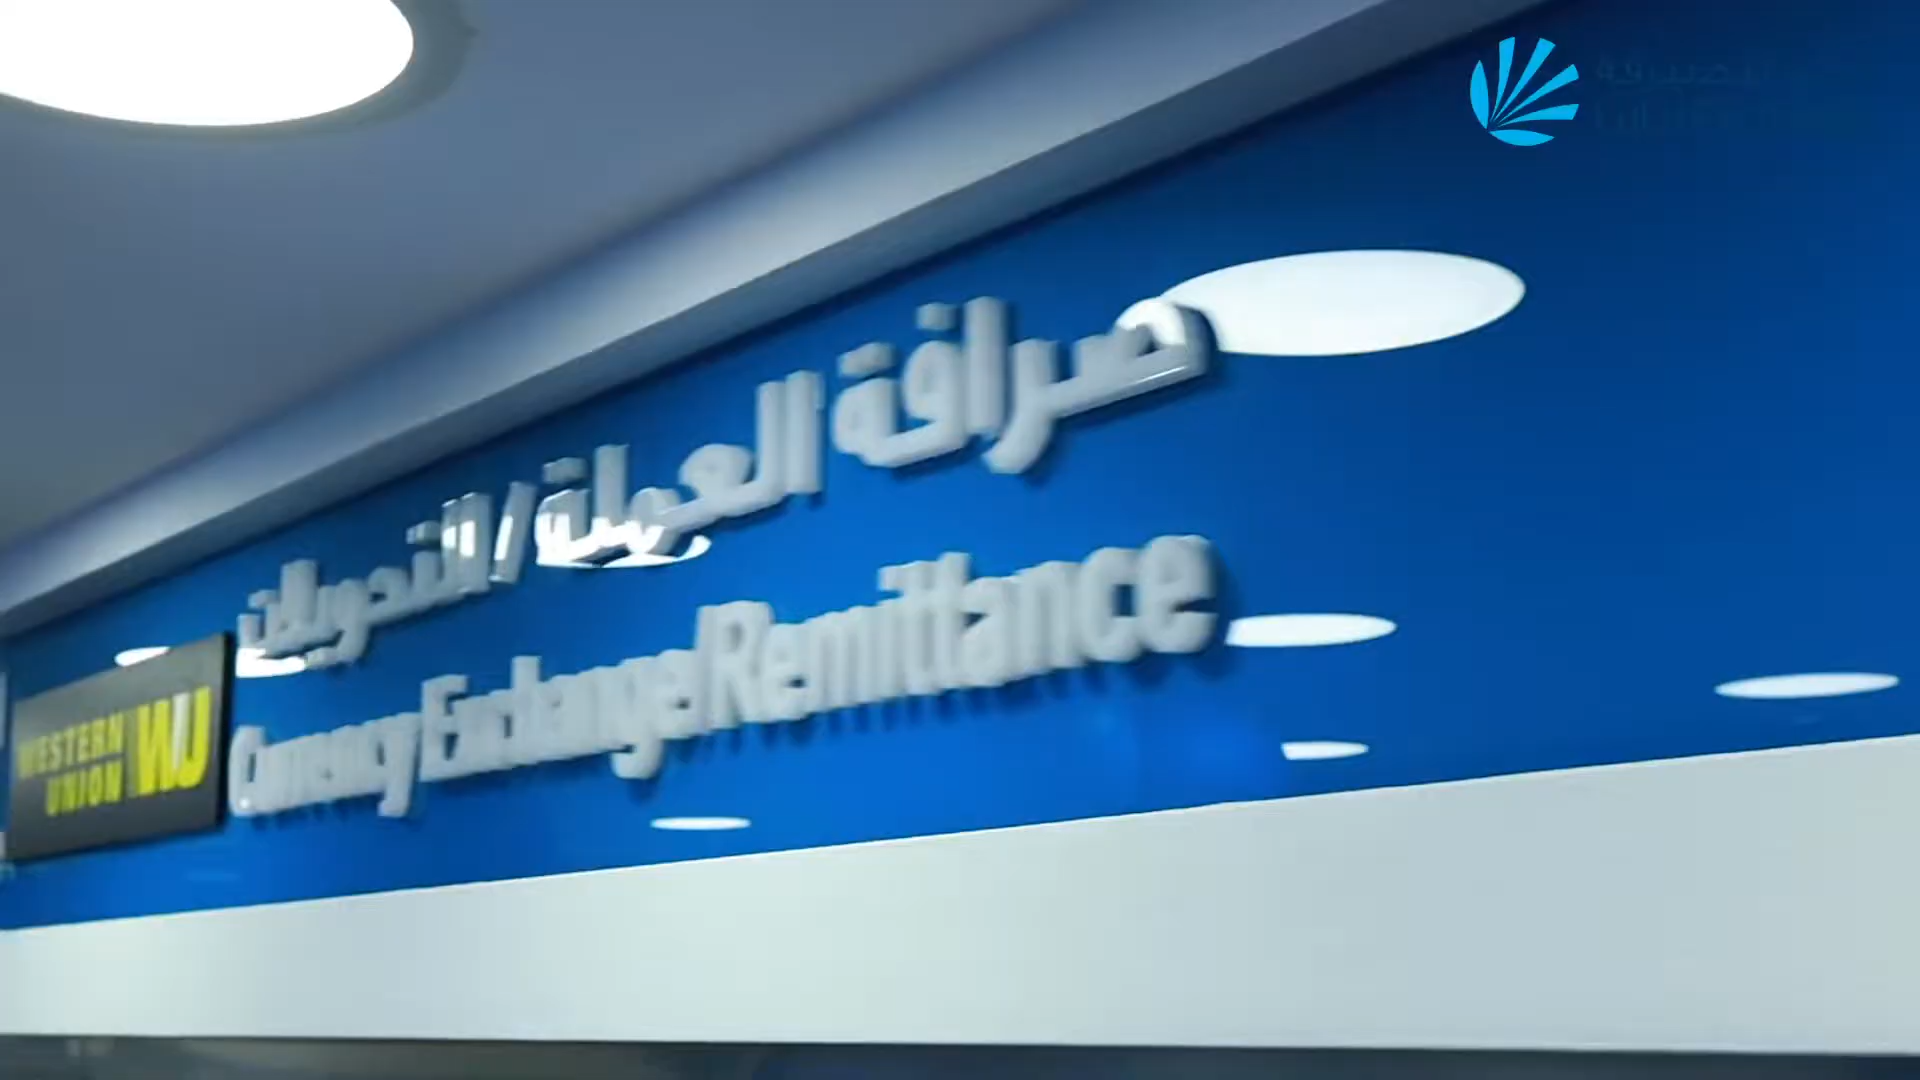 صرافة العملة / التحويلات
Currency Exchange/Remittance
WESTERN
UNION
WU